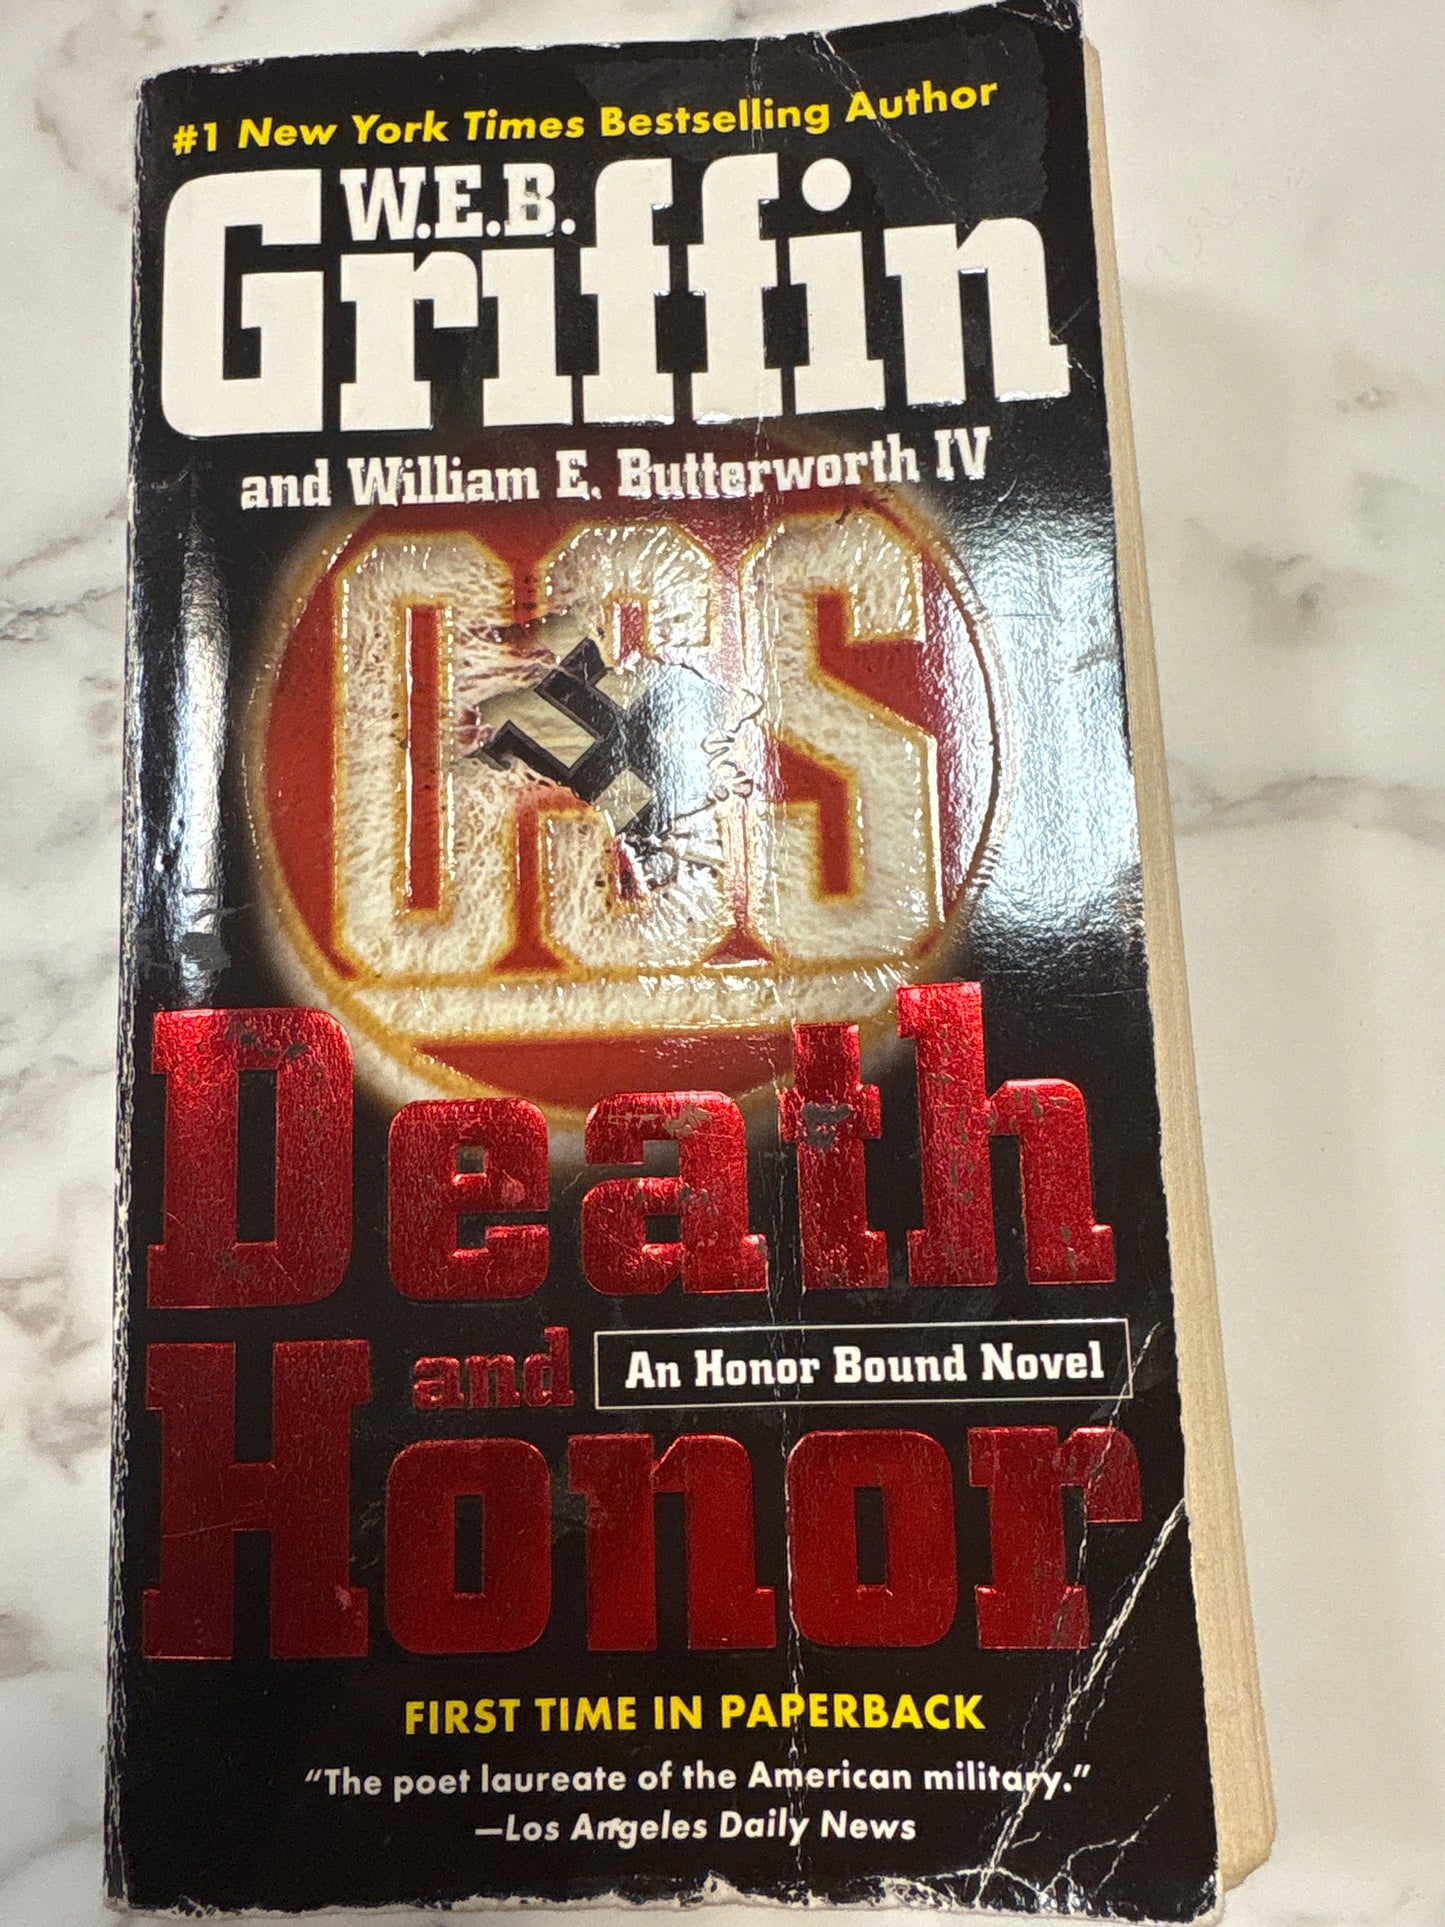 #1 New York Times Bestselling Author
W.E.B.
Griffin
and William E. Butterworth IV
OSS
Death
and
An Honor Bound Novel
Honor
FIRST TIME IN PAPERBACK
“The poet laureate of the American military.”
—Los Angeles Daily News